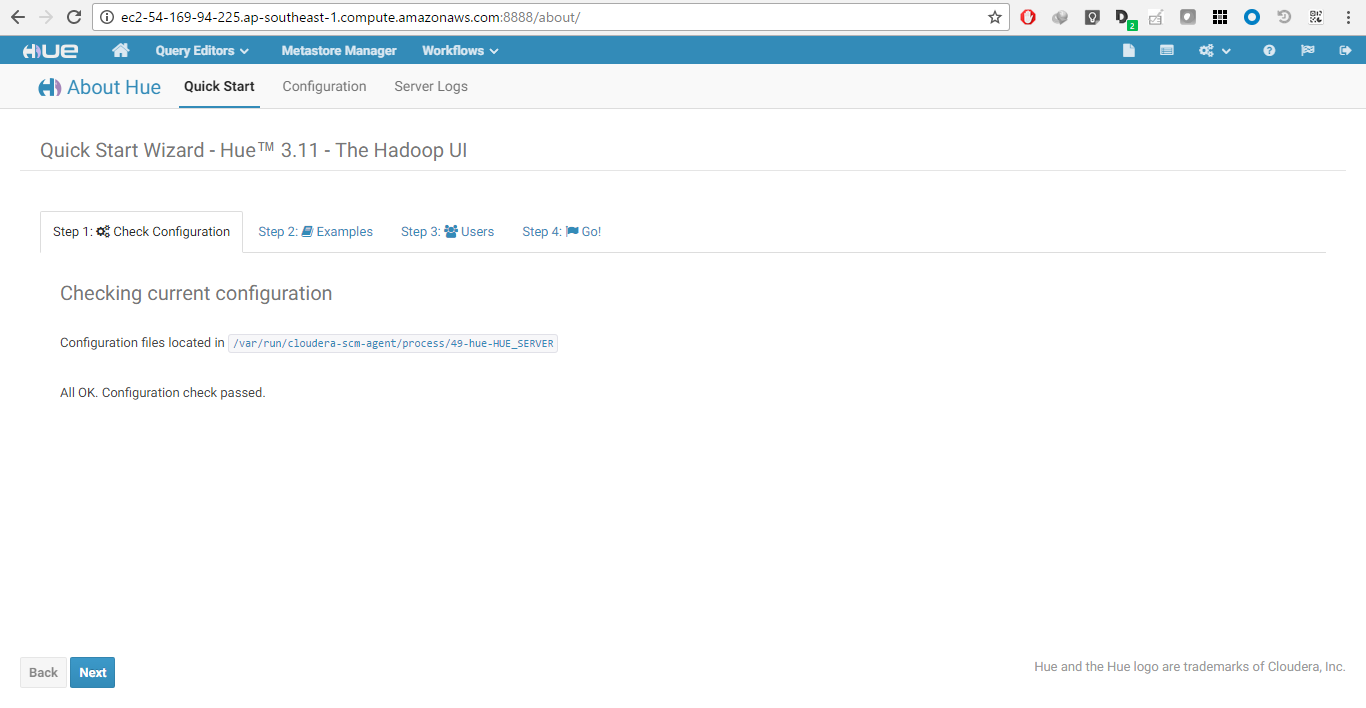 ec2-54-169-94-225.ap-southeast-1.compute.amazonaws.com:8888/about/
2
HUE Query Editors Metastore Manager Workflows
About Hue Quick Start Configuration Server Logs
Quick Start Wizard - Hue™ 3.11 - The Hadoop UI
Step 1: Check Configuration Step 2: Examples Step 3: Users Step 4: Go!
Checking current configuration
Configuration files located in /var/run/cloudera-scm-agent/process/49-hue-HUE_SERVER
All OK. Configuration check passed.
Back Next Hue and the Hue logo are trademarks of Cloudera, Inc.